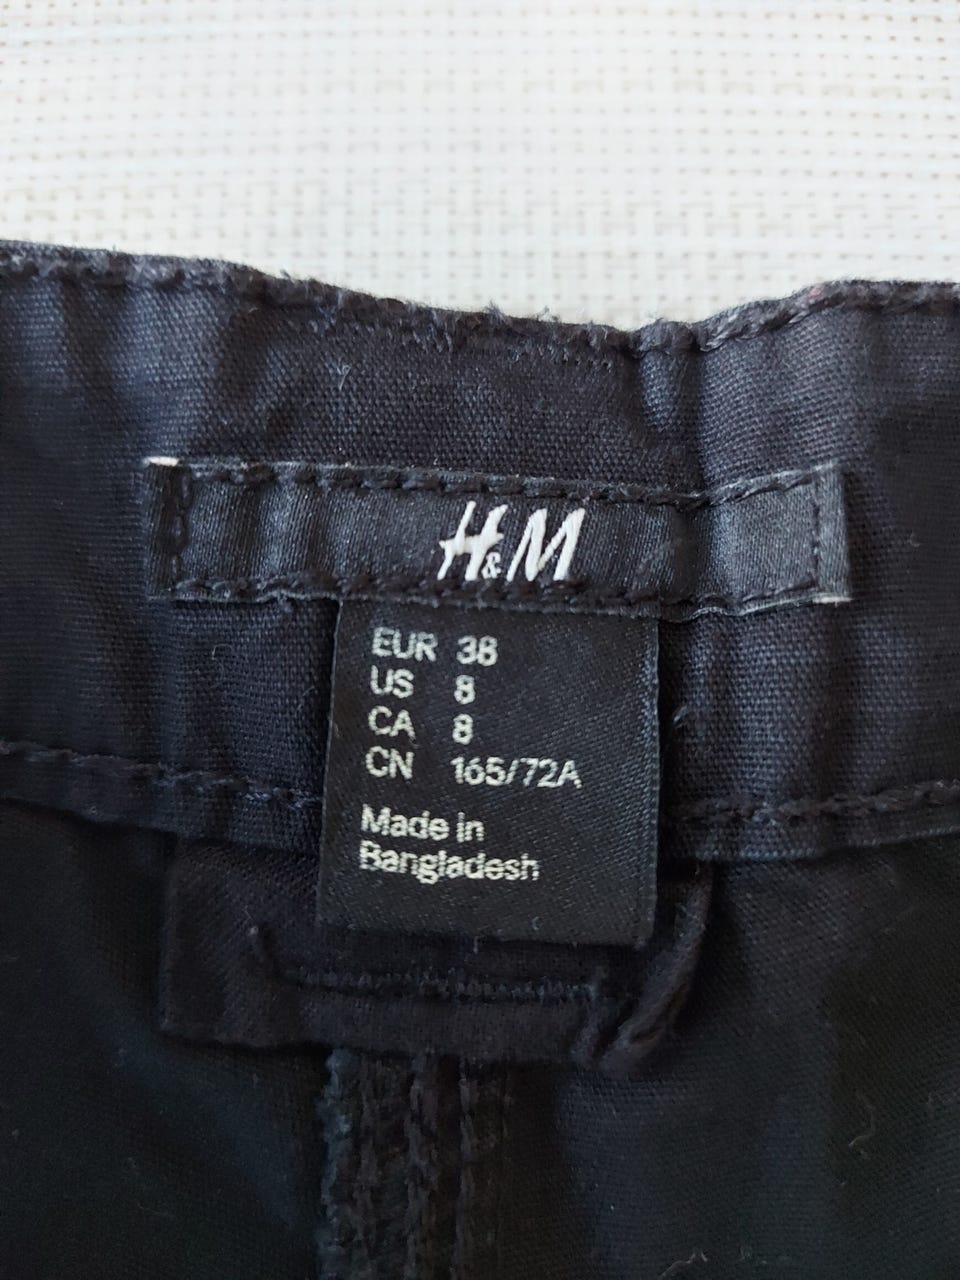 H&M
EUR 38
US 8
CA 8
CN 165/72A
Made in
Bangladesh